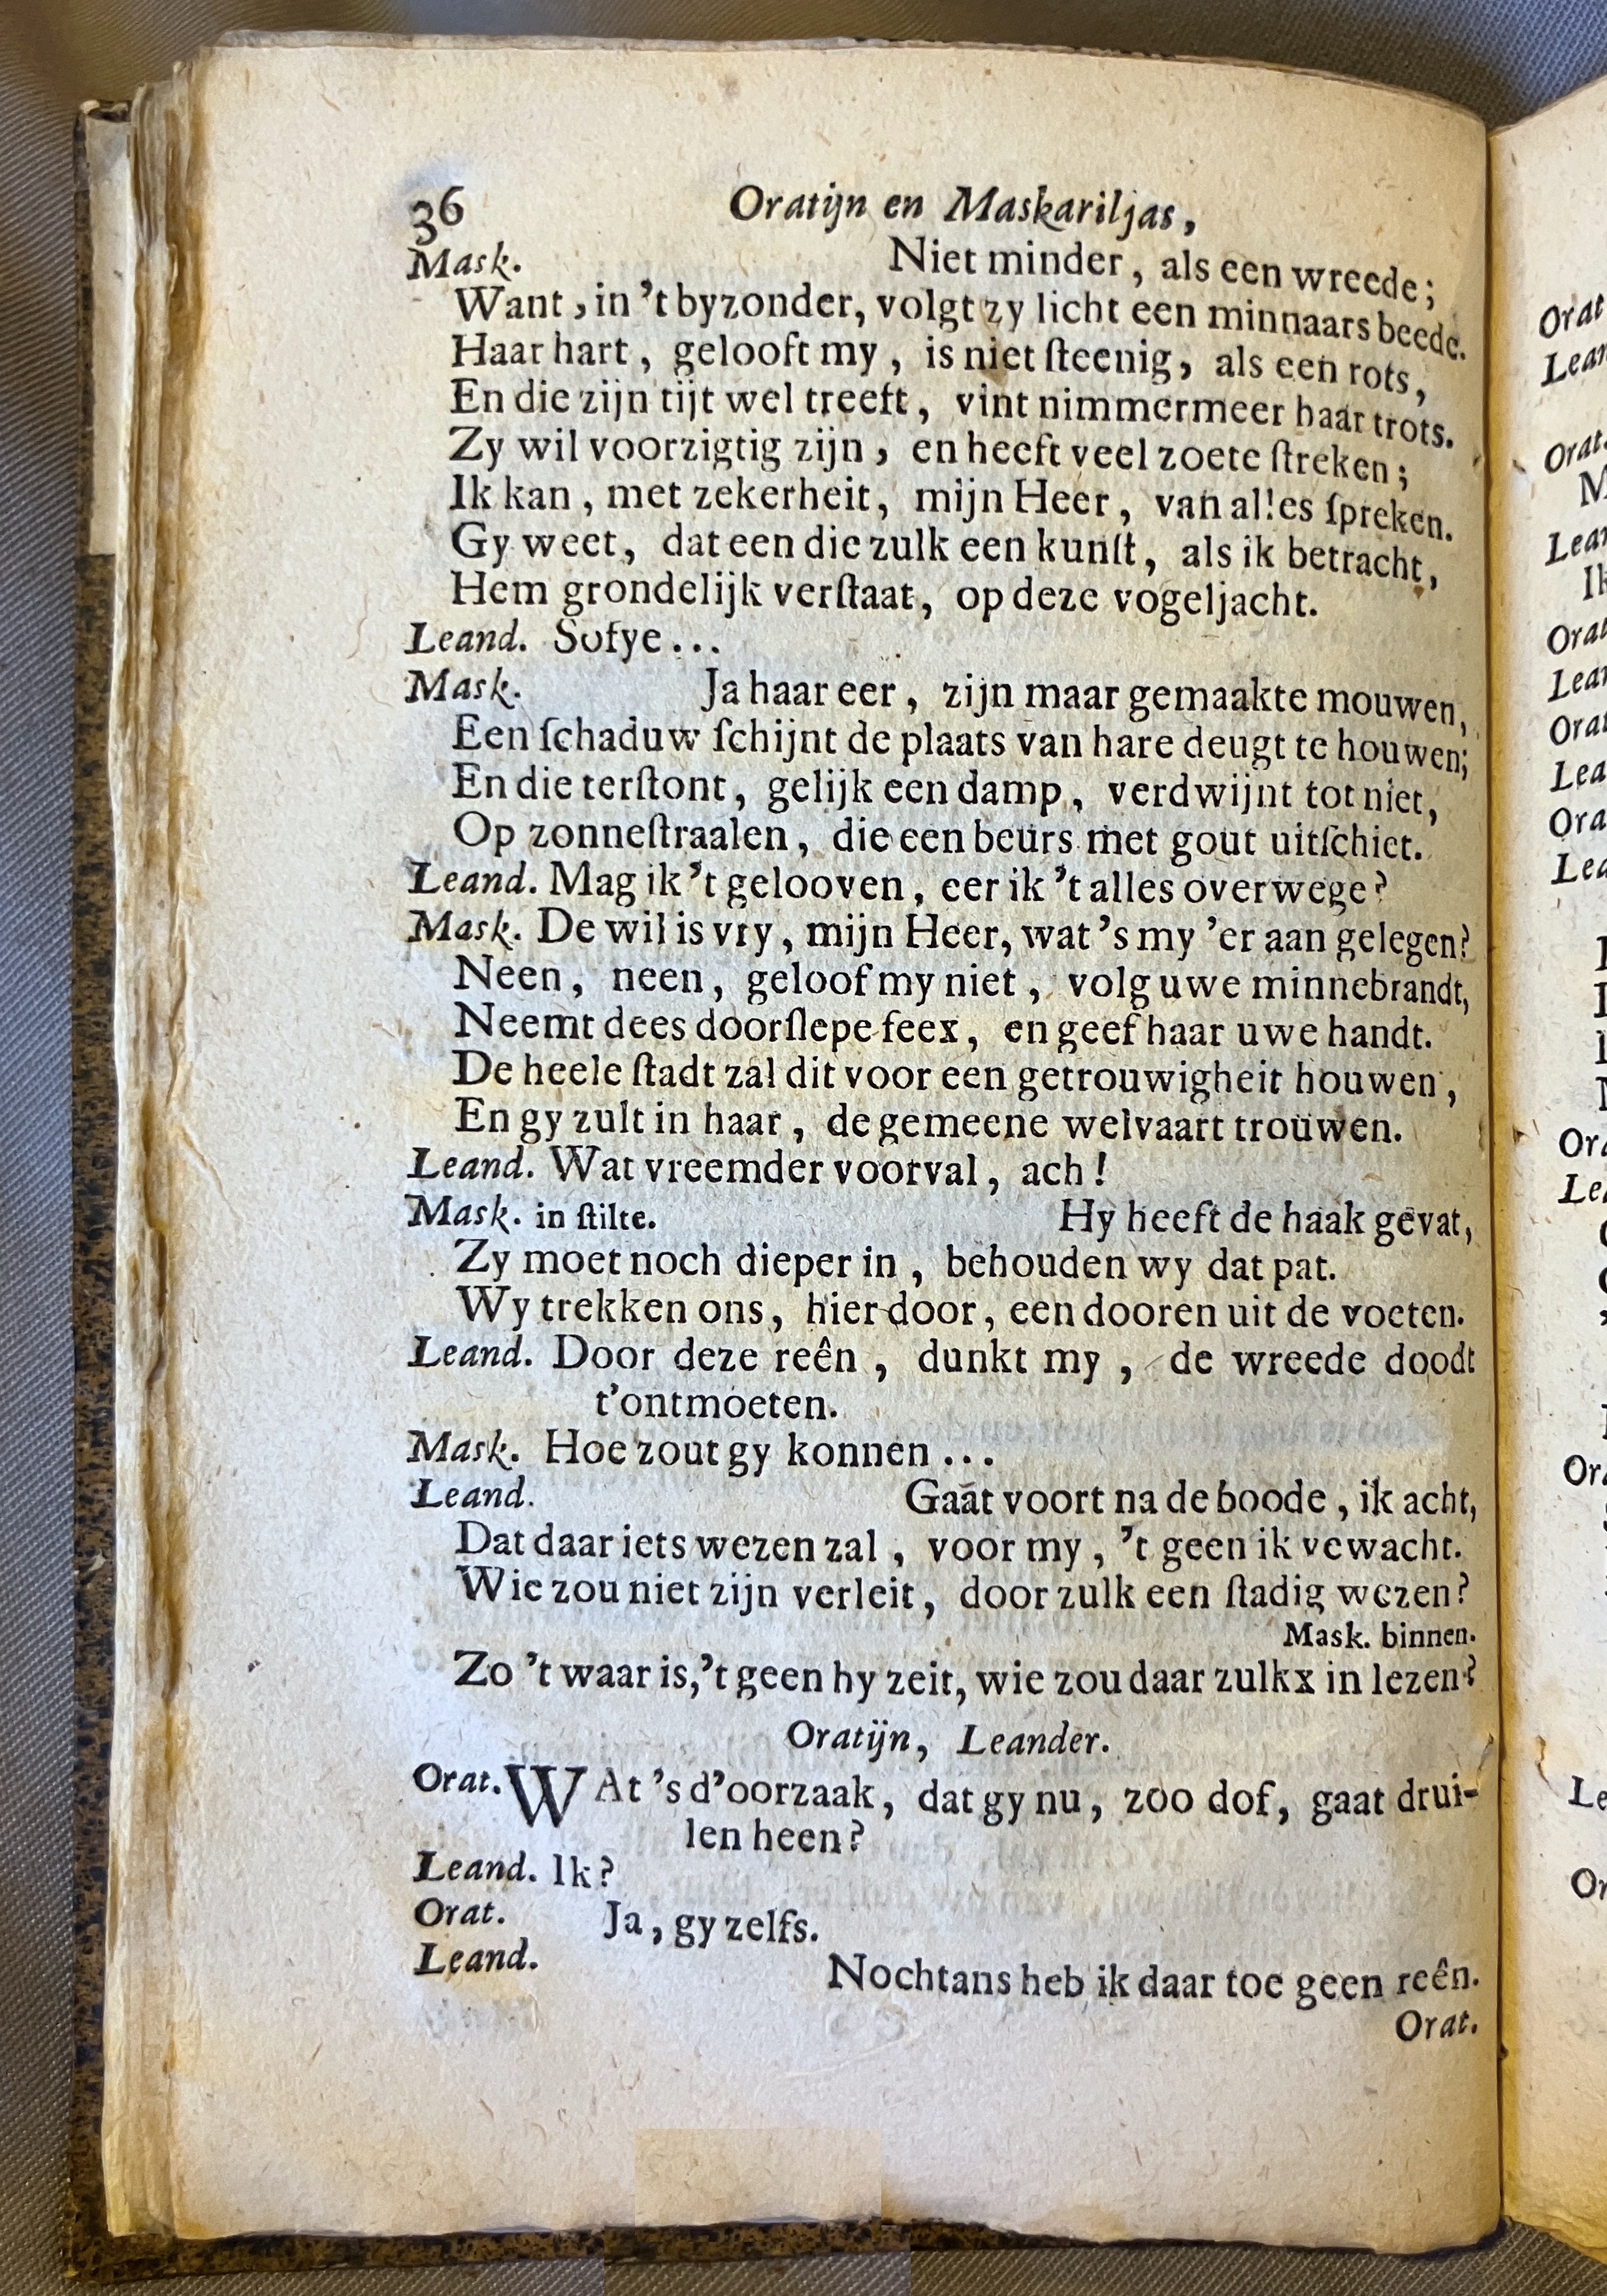 36 Oratijn en Maskariljas,
Mask. Niet minder, als een wreede;
Want, in 't byzonder, volgt zy licht een minnaars beede.
Haar hart, gelooft my, is niet ſteenig, als een rots,
En die zijn tijt wel treeft, vint nimmermeer haar trots.
Zy wil voorzigtig zijn, en heeft veel zoete ſtreken;
Ik kan, met zekerheit, mijn Heer, van alles ſpreken.
Gy weet, dat een die zulk een kunſt, als ik betracht,
Hem grondelijk verſtaat, op deze vogeljacht.
Leand. Sofye...
Mask. Ja haar eer, zijn maar gemaakte mouwen,
Een ſchaduw ſchijnt de plaats van hare deugt te houwen;
En die terſtont, gelijk een damp, verdwijnt tot niet,
Op zonneſtraalen, die een beurs met gout uitſchiet.
Leand. Mag ik 't gelooven, eer ik 't alles overwege?
Mask. De wil is vry, mijn Heer, wat 's my 'er aan gelegen?
Neen, neen, geloof my niet, volg uwe minnebrandt,
Neemt dees doorſlepe feex, en geef haar uwe handt.
De heele ſtadt zal dit voor een getrouwigheit houwen,
En gy zult in haar, de gemeene welvaart trouwen.
Leand. Wat vreemder voorval, ach!
Mask. in ſtilte. Hy heeft de haak gevat,
Zy moet noch dieper in, behouden wy dat pat.
Wy trekken ons, hier door, een dooren uit de voeten.
Leand. Door deze reên, dunkt my, de wreede doodt
t'ontmoeten.
Mask. Hoe zout gy konnen...
Leand. Gaat voort na de boode, ik acht,
Dat daar iets wezen zal, voor my, 't geen ik vewacht.
Wie zou niet zijn verleit, door zulk een ſtadig wezen?
Mask. binnen.
Zo 't waar is, 't geen hy zeit, wie zou daar zulkx in lezen?
Oratijn, Leander.
Orat. WAt 's d'oorzaak, dat gy nu, zoo dof, gaat drui-
len heen?
Leand. Ik?
Orat. Ja, gy zelfs.
Leand. Nochtans heb ik daar toe geen reên.
Orat.